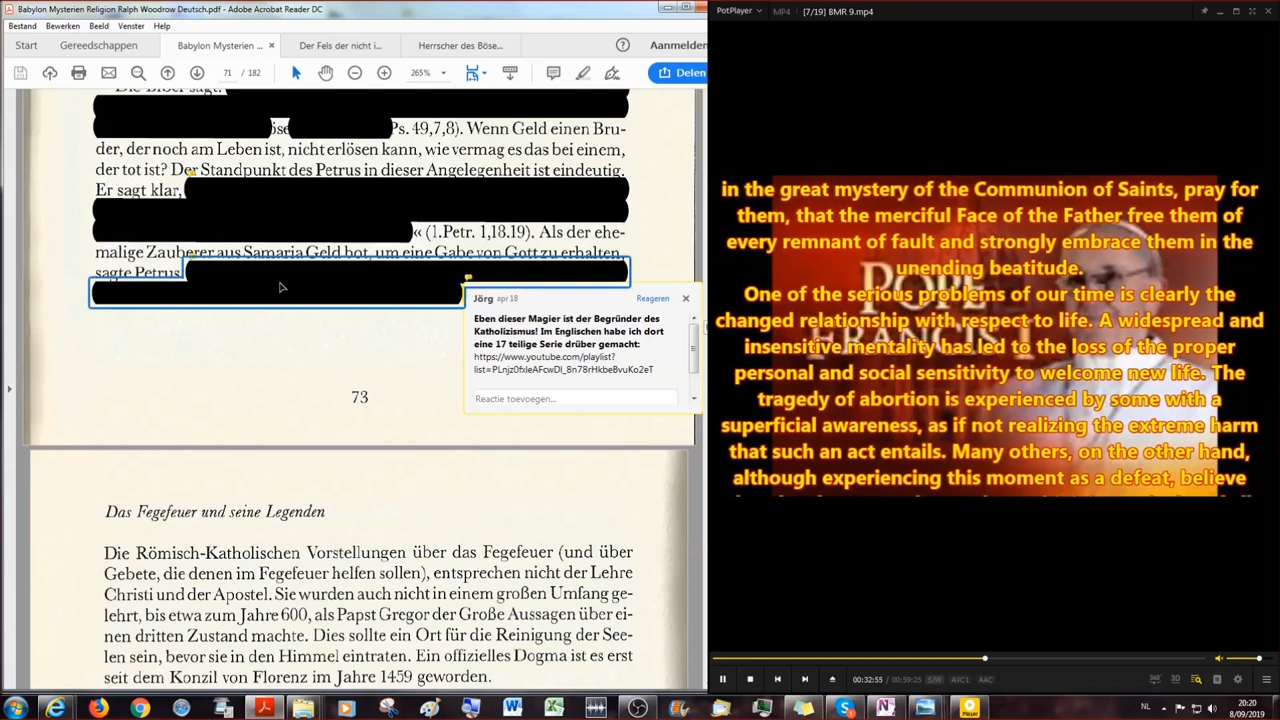 Babylon Mysterien Religion Ralph Woodrow Deutsch.pdf - Adobe Acrobat Reader DC
Bestand Bewerken Beeld Venster Help
Start Gereedschappen Babylon Mysterien ... × Der Fels der nicht i... Herrscher des Böse... Aanmelden
71 / 182 265% Delen
Die Bibel sagt:
öse Ps. 49,7,8). Wenn Geld einen Bru-
der, der noch am Leben ist, nicht erlösen kann, wie vermag es das bei einem,
der tot ist? Der Standpunkt des Petrus in dieser Angelegenheit ist eindeutig.
Er sagt klar,
« (1.Petr. 1,18.19). Als der ehe-
malige Zauberer aus Samaria Geld bot, um eine Gabe von Gott zu erhalten,
sagte Petrus
Jörg apr 18 Reageren
Eben dieser Magier ist der Begründer des
Katholizismus! Im Englischen habe ich dort
eine 17 teilige Serie drüber gemacht:
https://www.youtube.com/playlist?
list=PLnjz0fxleAFcwDl_8n78rHkbeBvuKo2eT
Reactie toevoegen...
73
Das Fegefeuer und seine Legenden
Die Römisch-Katholischen Vorstellungen über das Fegefeuer (und über
Gebete, die denen im Fegefeuer helfen sollen), entsprechen nicht der Lehre
Christi und der Apostel. Sie wurden auch nicht in einem großen Umfang ge-
lehrt, bis etwa zum Jahre 600, als Papst Gregor der Große Aussagen über ei-
nen dritten Zustand machte. Dies sollte ein Ort für die Reinigung der See-
len sein, bevor sie in den Himmel eintraten. Ein offizielles Dogma ist es erst
seit dem Konzil von Florenz im Jahre 1459 geworden.
PotPlayer MP4 [7/19] BMR 9.mp4
in the great mystery of the Communion of Saints, pray for
them, that the merciful Face of the Father free them of
every remnant of fault and strongly embrace them in the
unending beatitude.
One of the serious problems of our time is clearly the
changed relationship with respect to life. A widespread and
insensitive mentality has led to the loss of the proper
personal and social sensitivity to welcome new life. The
tragedy of abortion is experienced by some with a
superficial awareness, as if not realizing the extreme harm
that such an act entails. Many others, on the other hand,
although experiencing this moment as a defeat, believe
POPE
FRANCIS I
00:32:55 / 00:59:25 S/W AVC1 AAC
360° 3D
NL 20:20
8/09/2019